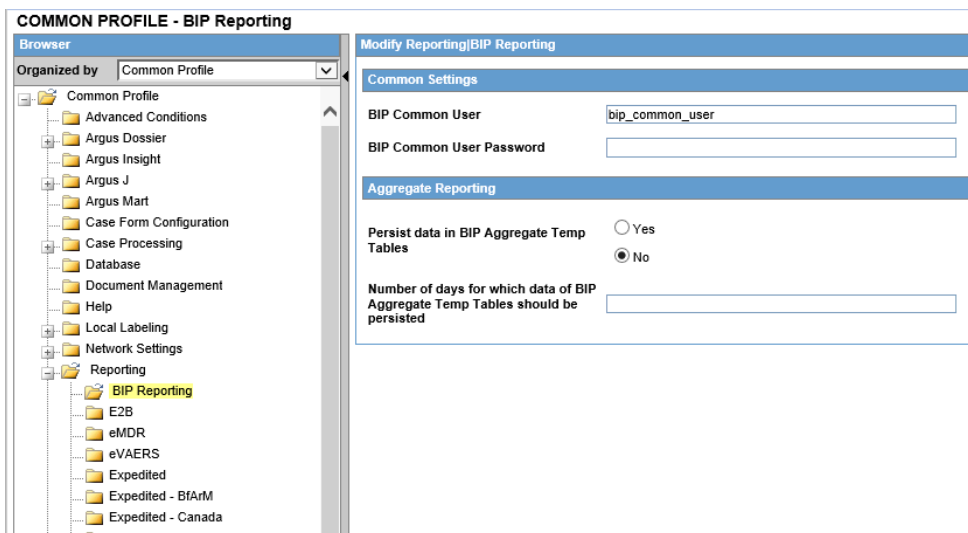 COMMON PROFILE - BIP Reporting
Browser
Organized by
Common Profile
Common Profile
Advanced Conditions
Argus Dossier
Argus Insight
Argus J
Argus Mart
Case Form Configuration
Case Processing
Database
Document Management
Help
Local Labeling
Network Settings
Reporting
BIP Reporting
E2B
eMDR
eVAERS
Expedited
Expedited - BfArM
Expedited - Canada
Modify Reporting|BIP Reporting
Common Settings
BIP Common User
bip_common_user
BIP Common User Password
Aggregate Reporting
Persist data in BIP Aggregate Temp
Tables
Yes
No
Number of days for which data of BIP
Aggregate Temp Tables should be
persisted